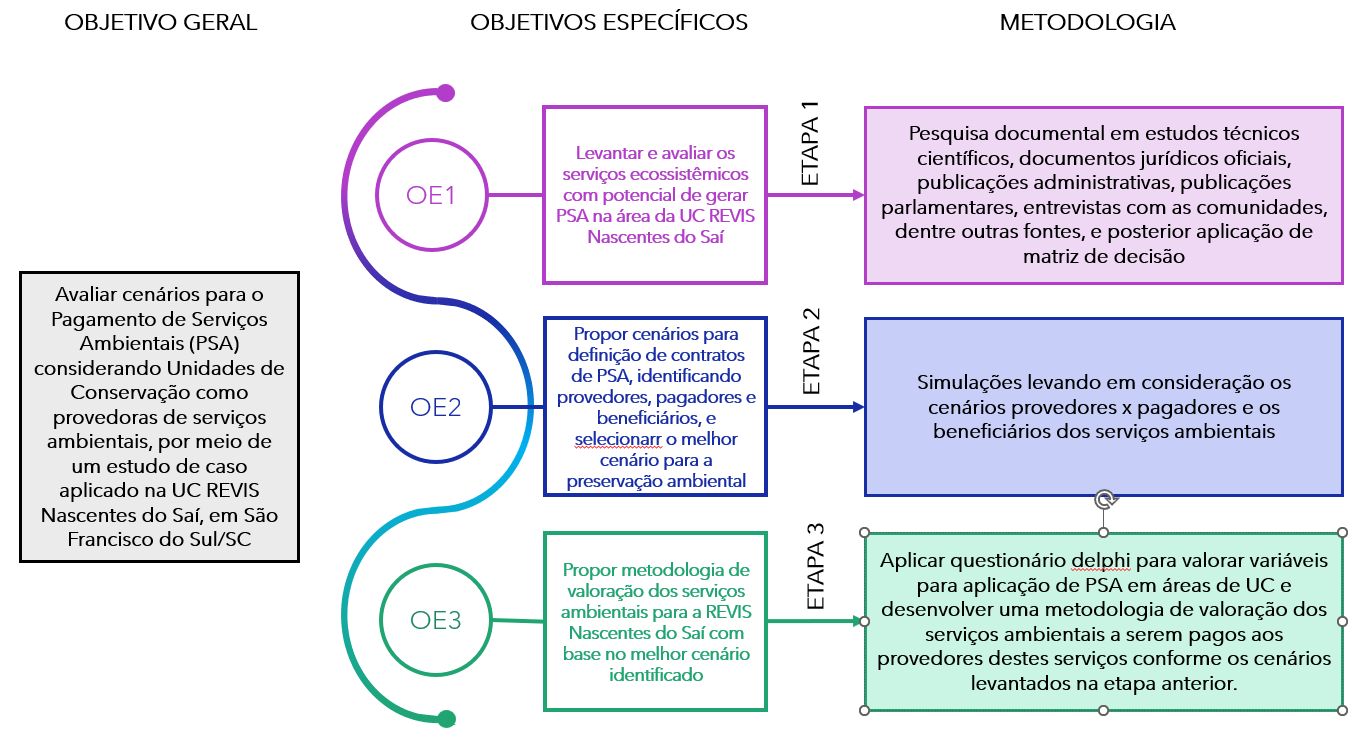 OBJETIVO GERAL
OBJETIVOS ESPECÍFICOS
METODOLOGIA
Avaliar cenários para o
Pagamento de Serviços
Ambientais (PSA)
considerando Unidades de
Conservação como
provedoras de serviços
ambientais, por meio de
um estudo de caso
aplicado na UC REVIS
Nascentes do Saí, em São
Francisco do Sul/SC
OE1
Levantar e avaliar os
serviços ecossistêmicos
com potencial de gerar
PSA na área da UC REVIS
Nascentes do Saí
ETAPA 1
Pesquisa documental em estudos técnicos
científicos, documentos jurídicos oficiais,
publicações administrativas, publicações
parlamentares, entrevistas com as comunidades,
dentre outras fontes, e posterior aplicação de
matriz de decisão
OE2
Propor cenários para
definição de contratos
de PSA, identificando
provedores, pagadores e
beneficiários, e
selecionarr o melhor
cenário para a
preservação ambiental
ETAPA 2
Simulações levando em consideração os
cenários provedores x pagadores e os
beneficiários dos serviços ambientais
OE3
Propor metodologia de
valoração dos serviços
ambientais para a REVIS
Nascentes do Saí com
base no melhor cenário
identificado
ETAPA 3
Aplicar questionário delphi para valorar variáveis
para aplicação de PSA em áreas de UC e
desenvolver uma metodologia de valoração dos
serviços ambientais a serem pagos aos
provedores destes serviços conforme os cenários
levantados na etapa anterior.